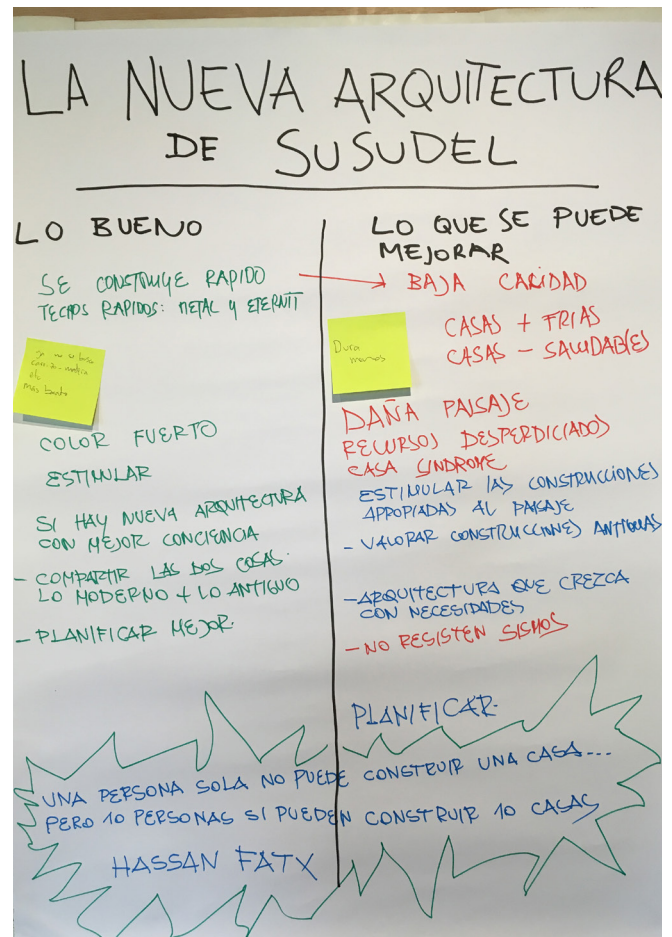 LA NUEVA ARQUITECTURA
DE SUSUDEL
LO BUENO
SE CONSTRUYE RAPIDO
TECHOS RAPIDOS: METAL Y ETERNIT
mas barato
COLOR FUERTO
ESTIMULAR
SI HAY NUEVA ARQUITECTURA
CON MEJOR CONCIENCIA
- COMPARTIR LAS DOS COSAS.
LO MODERNO + LO ANTIGUO
- PLANIFICAR MEJOR.
LO QUE SE PUEDE
MEJORAR
BAJA CALIDAD
CASAS + FRIAS
CASAS - SALUDABLES
Dura
menos
DAÑA PAISAJE
RECURSOS DESPERDICIADOS
CASA SINDROME
ESTIMULAR LAS CONSTRUCCIONES
APPOPIADAS AL PAISAJE
- VALORAR CONSTRUCCIONES ANTIGUAS
- ARQUITECTURA QUE CREZCA
CON NECESIDADES
- NO RESISTEN SISMOS
PLANIFICAR.
UNA PERSONA SOLA NO PUEDE CONSTRUIR UNA CASA...
PERO 10 PERSONAS SI PUEDEN CONSTRUIR 10 CASAS
HASSAN FATX